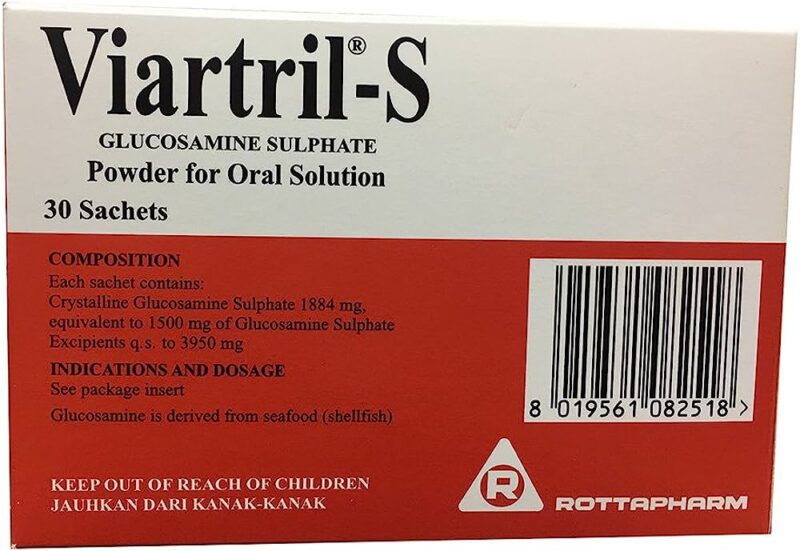 Viartril®-S
GLUCOSAMINE SULPHATE
Powder for Oral Solution
30 Sachets
COMPOSITION
Each sachet contains:
Crystalline Glucosamine Sulphate 1884 mg,
equivalent to 1500 mg of Glucosamine Sulphate
Excipients q.s. to 3950 mg
INDICATIONS AND DOSAGE
See package insert
Glucosamine is derived from seafood (shellfish)
8 019561 082518 >
KEEP OUT OF REACH OF CHILDREN
JAUHKAN DARI KANAK-KANAK
R
ROTTAPHARM